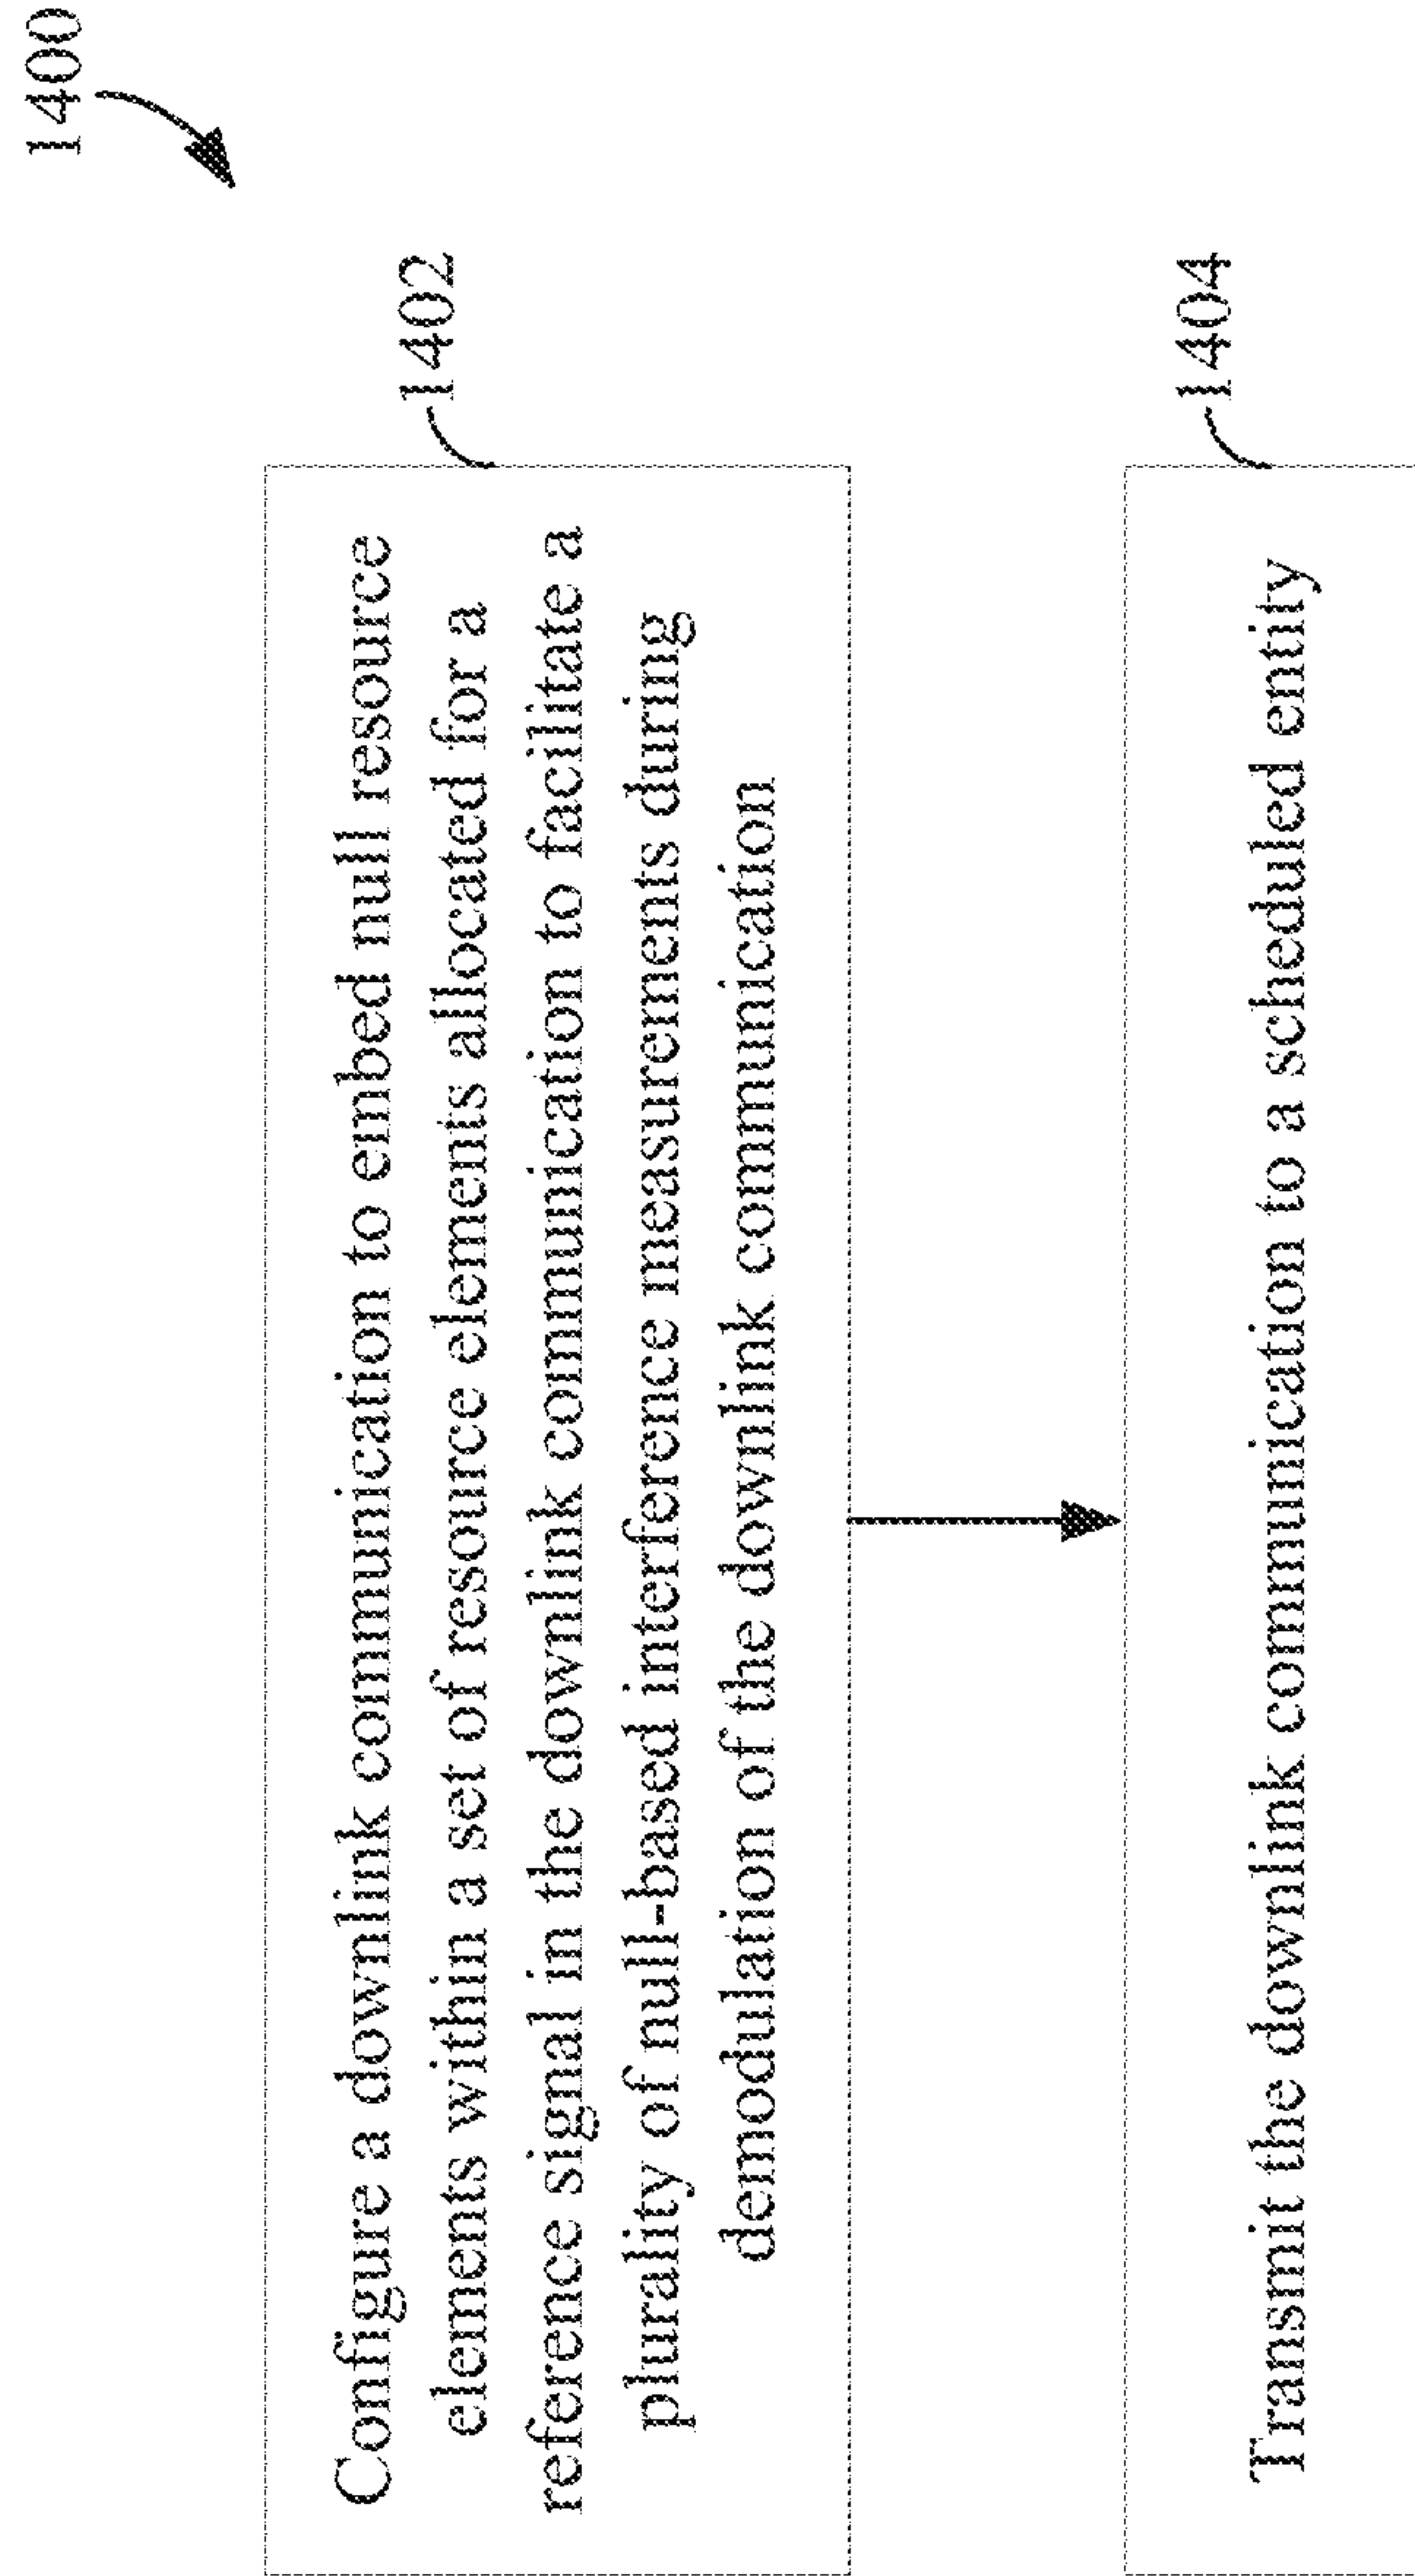 1400
1402
Configure a downlink communication to embed null resource
elements within a set of resource elements allocated for a
reference signal in the downlink communication to facilitate a
plurality of null-based interference measurements during
demodulation of the downlink communication
1404
Transmit the downlink communication to a scheduled entity